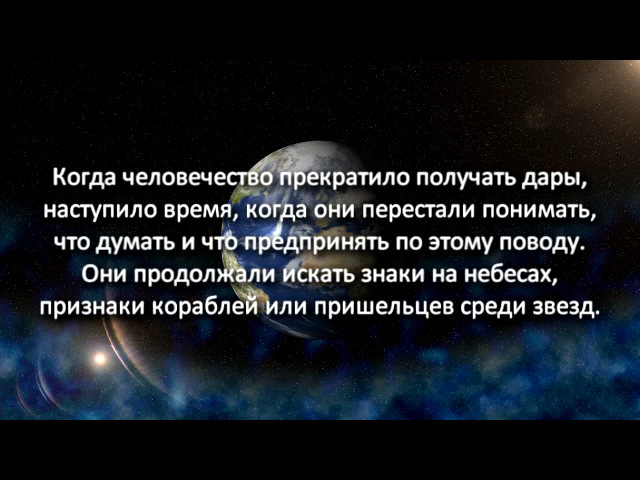 Когда человечество прекратило получать дары,
наступило время, когда они перестали понимать,
что думать и что предпринять по этому поводу.
Они продолжали искать знаки на небесах,
признаки кораблей или пришельцев среди звезд.